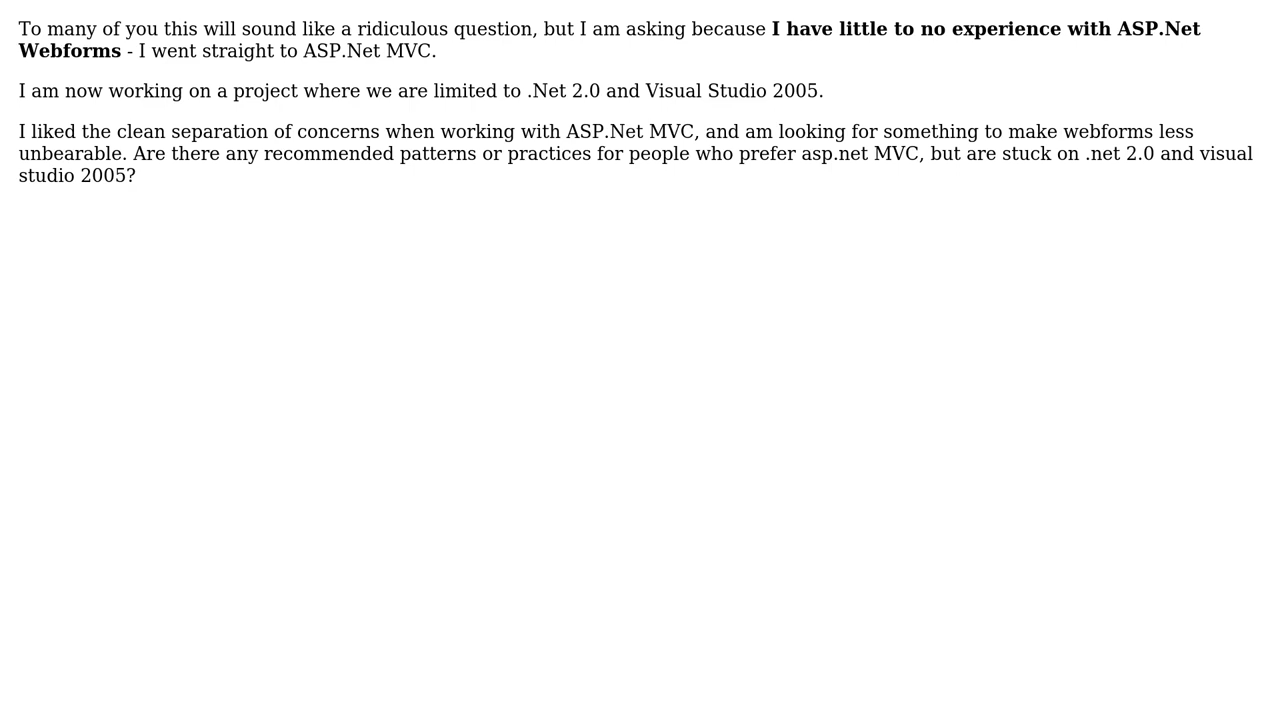 To many of you this will sound like a ridiculous question, but I am asking because I have little to no experience with ASP.Net
Webforms - I went straight to ASP.Net MVC.
I am now working on a project where we are limited to .Net 2.0 and Visual Studio 2005.
I liked the clean separation of concerns when working with ASP.Net MVC, and am looking for something to make webforms less
unbearable. Are there any recommended patterns or practices for people who prefer asp.net MVC, but are stuck on .net 2.0 and visual
studio 2005?